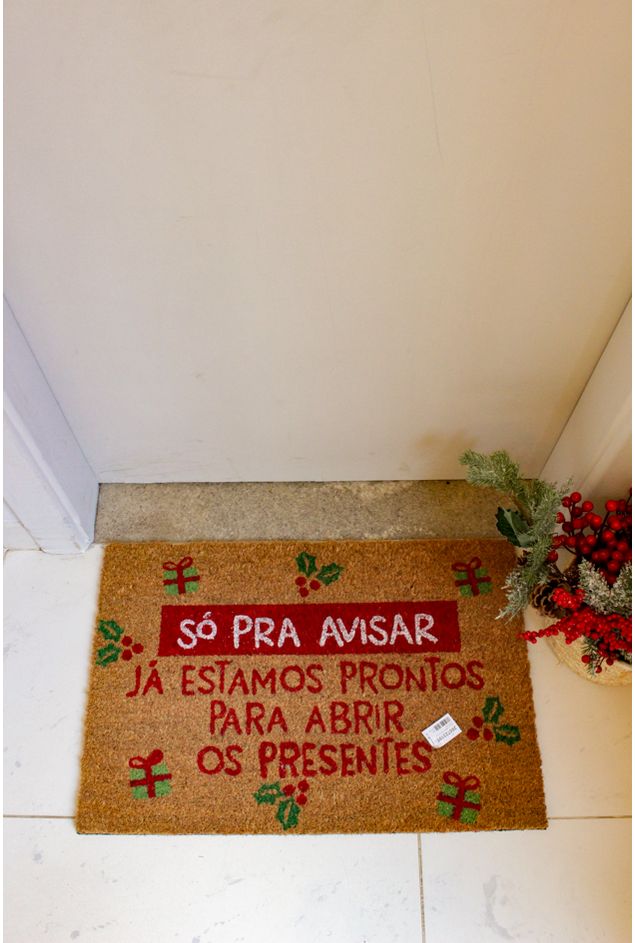 SÓ PRA AVISAR
JÁ ESTAMOS PRONTOS
PARA ABRIR
OS PRESENTES